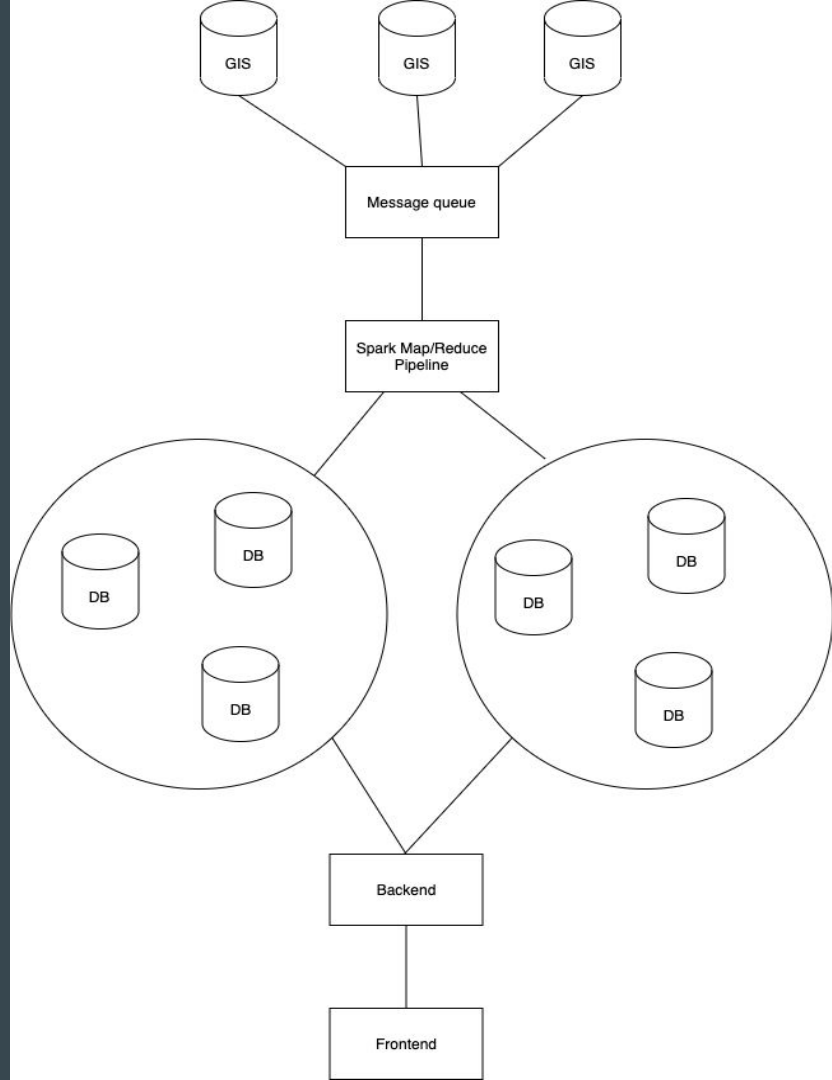 GIS
GIS
GIS
Message queue
Spark Map/Reduce
Pipeline
DB
DB
DB
DB
DB
DB
Backend
Frontend